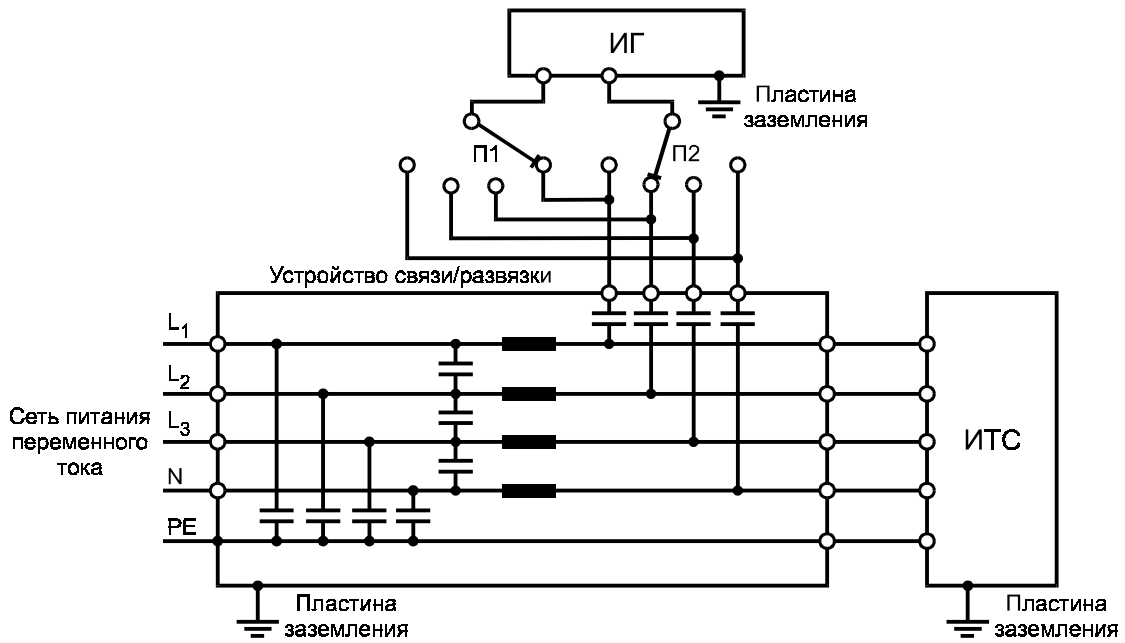 ИГ
Пластина
заземления
П1
П2
Устройство связи/развязки
L1
L2
L3
N
PE
Сеть питания
переменного
тока
ИТС
Пластина
заземления
Пластина
заземления